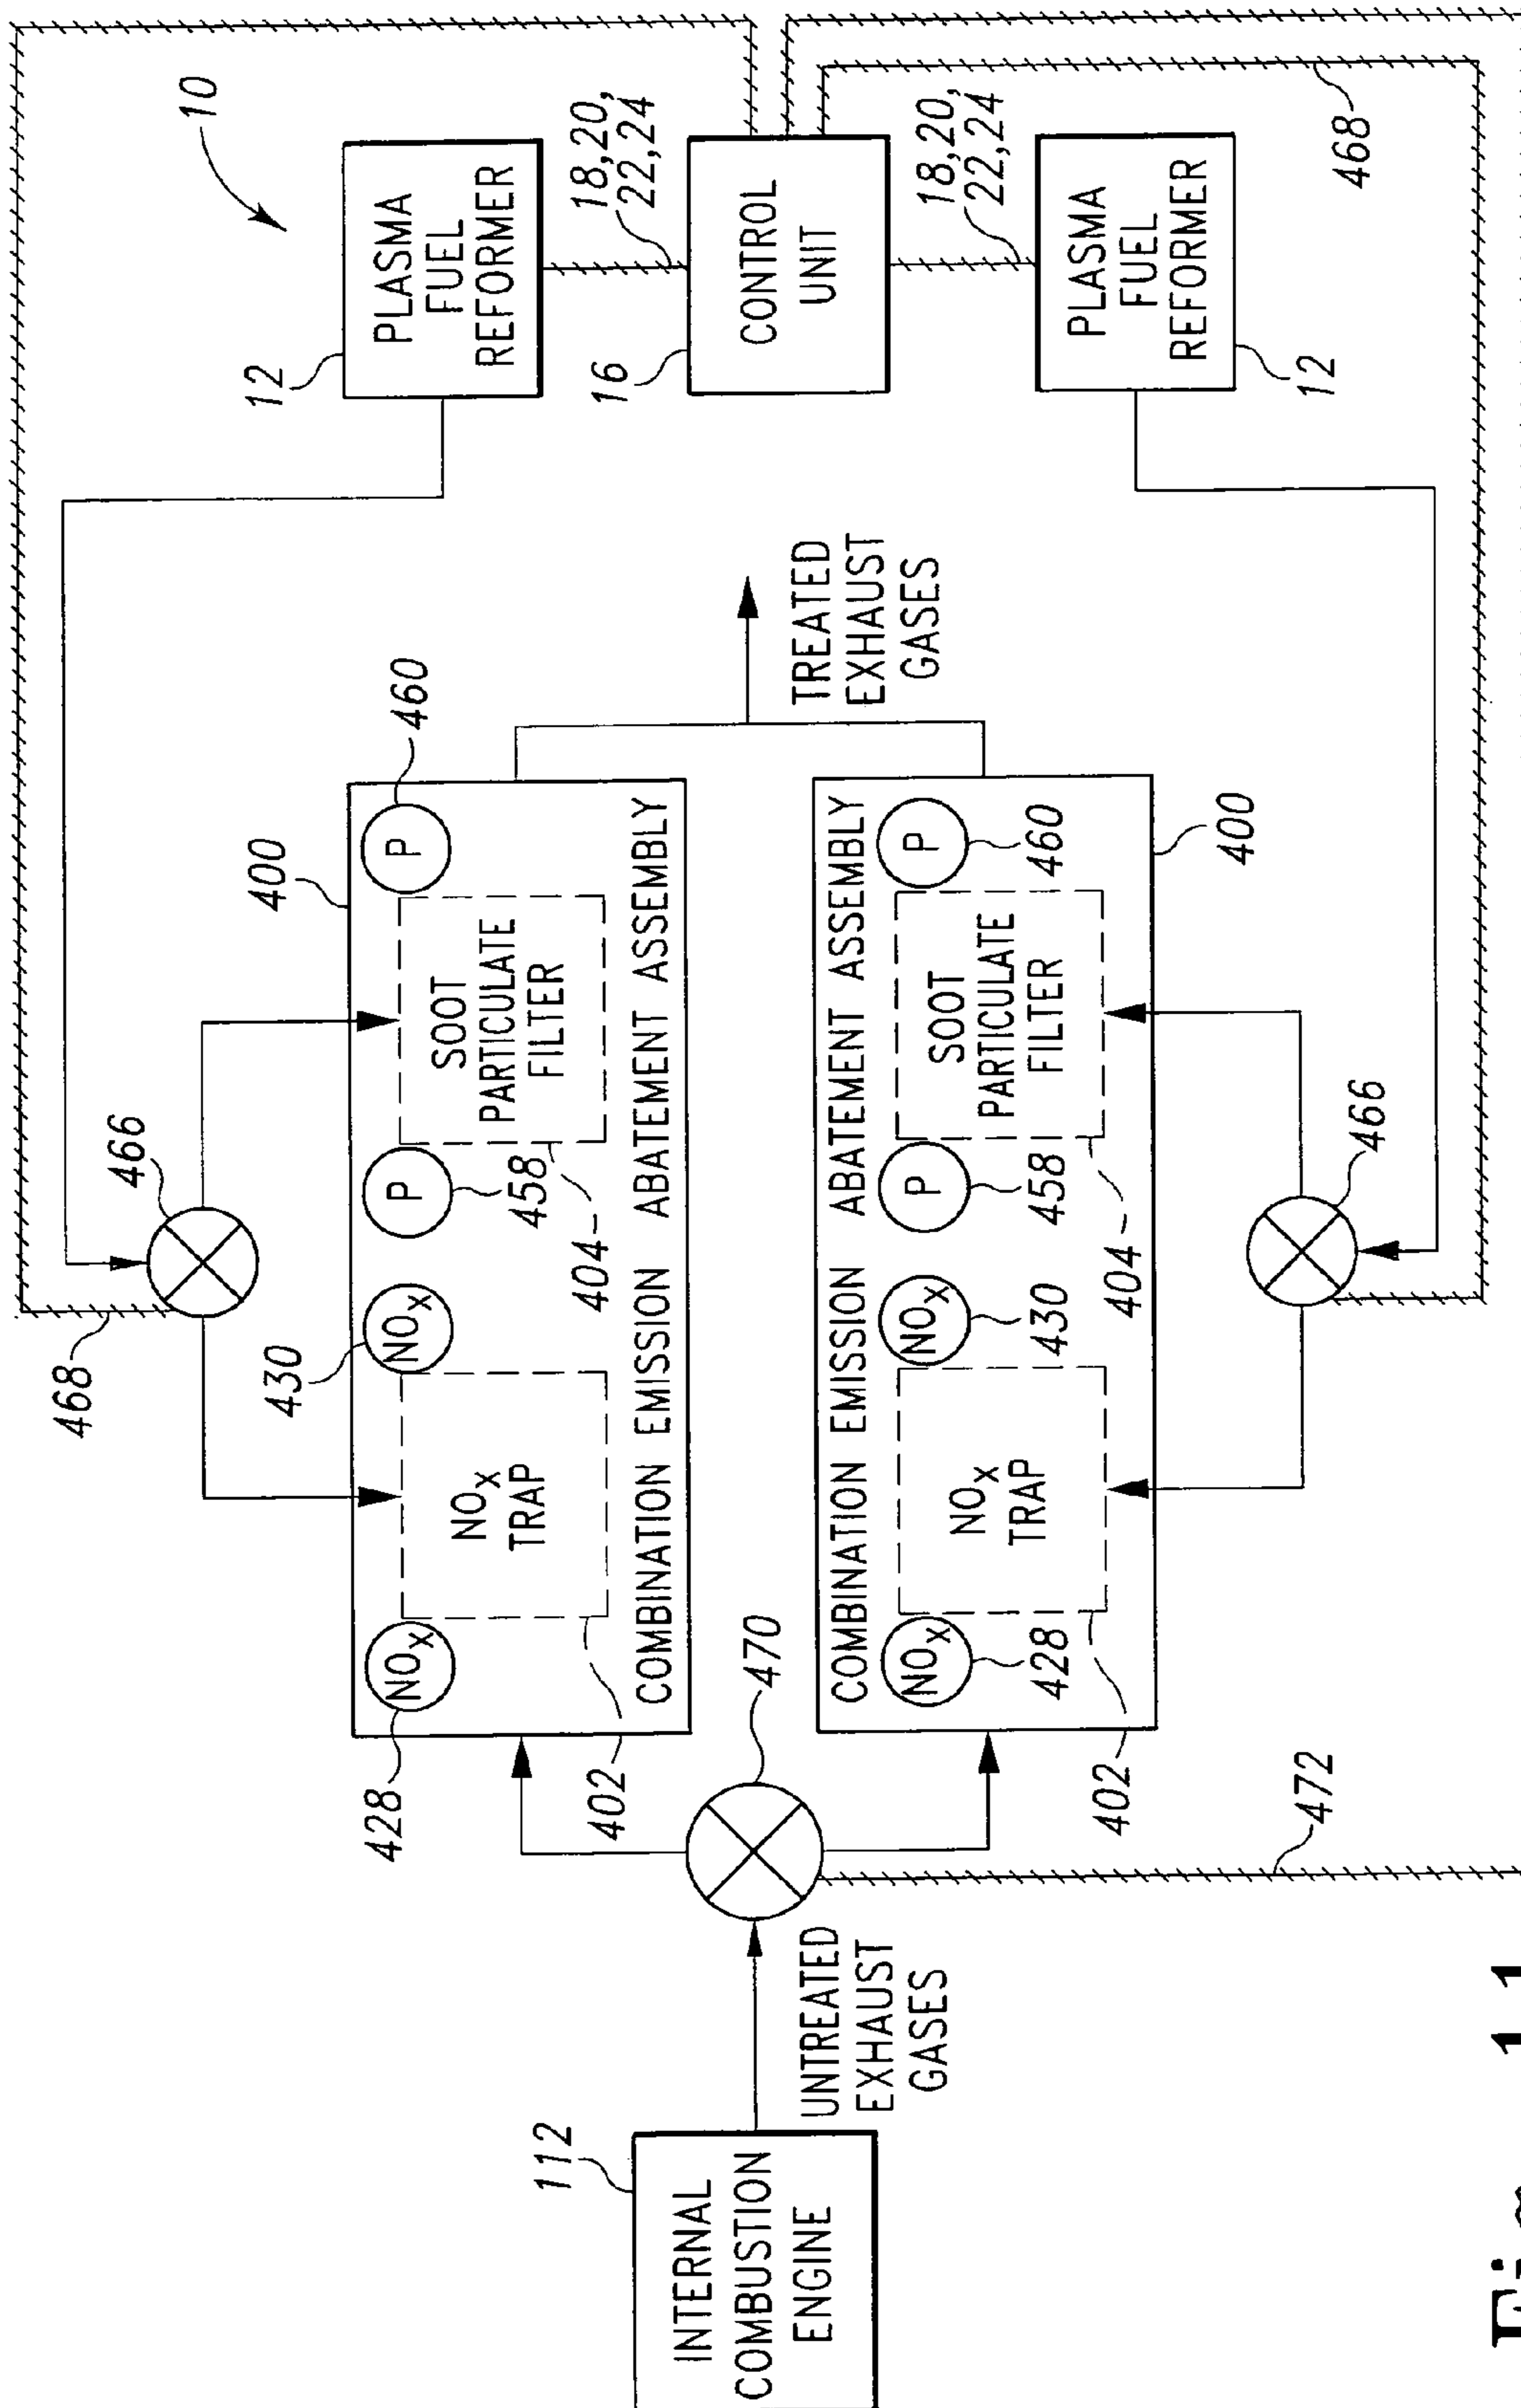 10
12
PLASMA
FUEL
REFORMER
18,20,
22,24
16
CONTROL
UNIT
18,20,
22,24
PLASMA
FUEL
REFORMER
12
468
466
468
400
460
428
NOX
NOX
TRAP
402
430
NOX
P
458
SOOT
PARTICULATE
FILTER
404
P
COMBINATION EMISSION ABATEMENT ASSEMBLY
TREATED
EXHAUST
GASES
112
INTERNAL
COMBUSTION
ENGINE
UNTREATED
EXHAUST
GASES
470
472
COMBINATION EMISSION ABATEMENT ASSEMBLY
NOX
428
NOX
TRAP
402
NOX
430
P
458
SOOT
PARTICULATE
FILTER
404
P
460
400
466